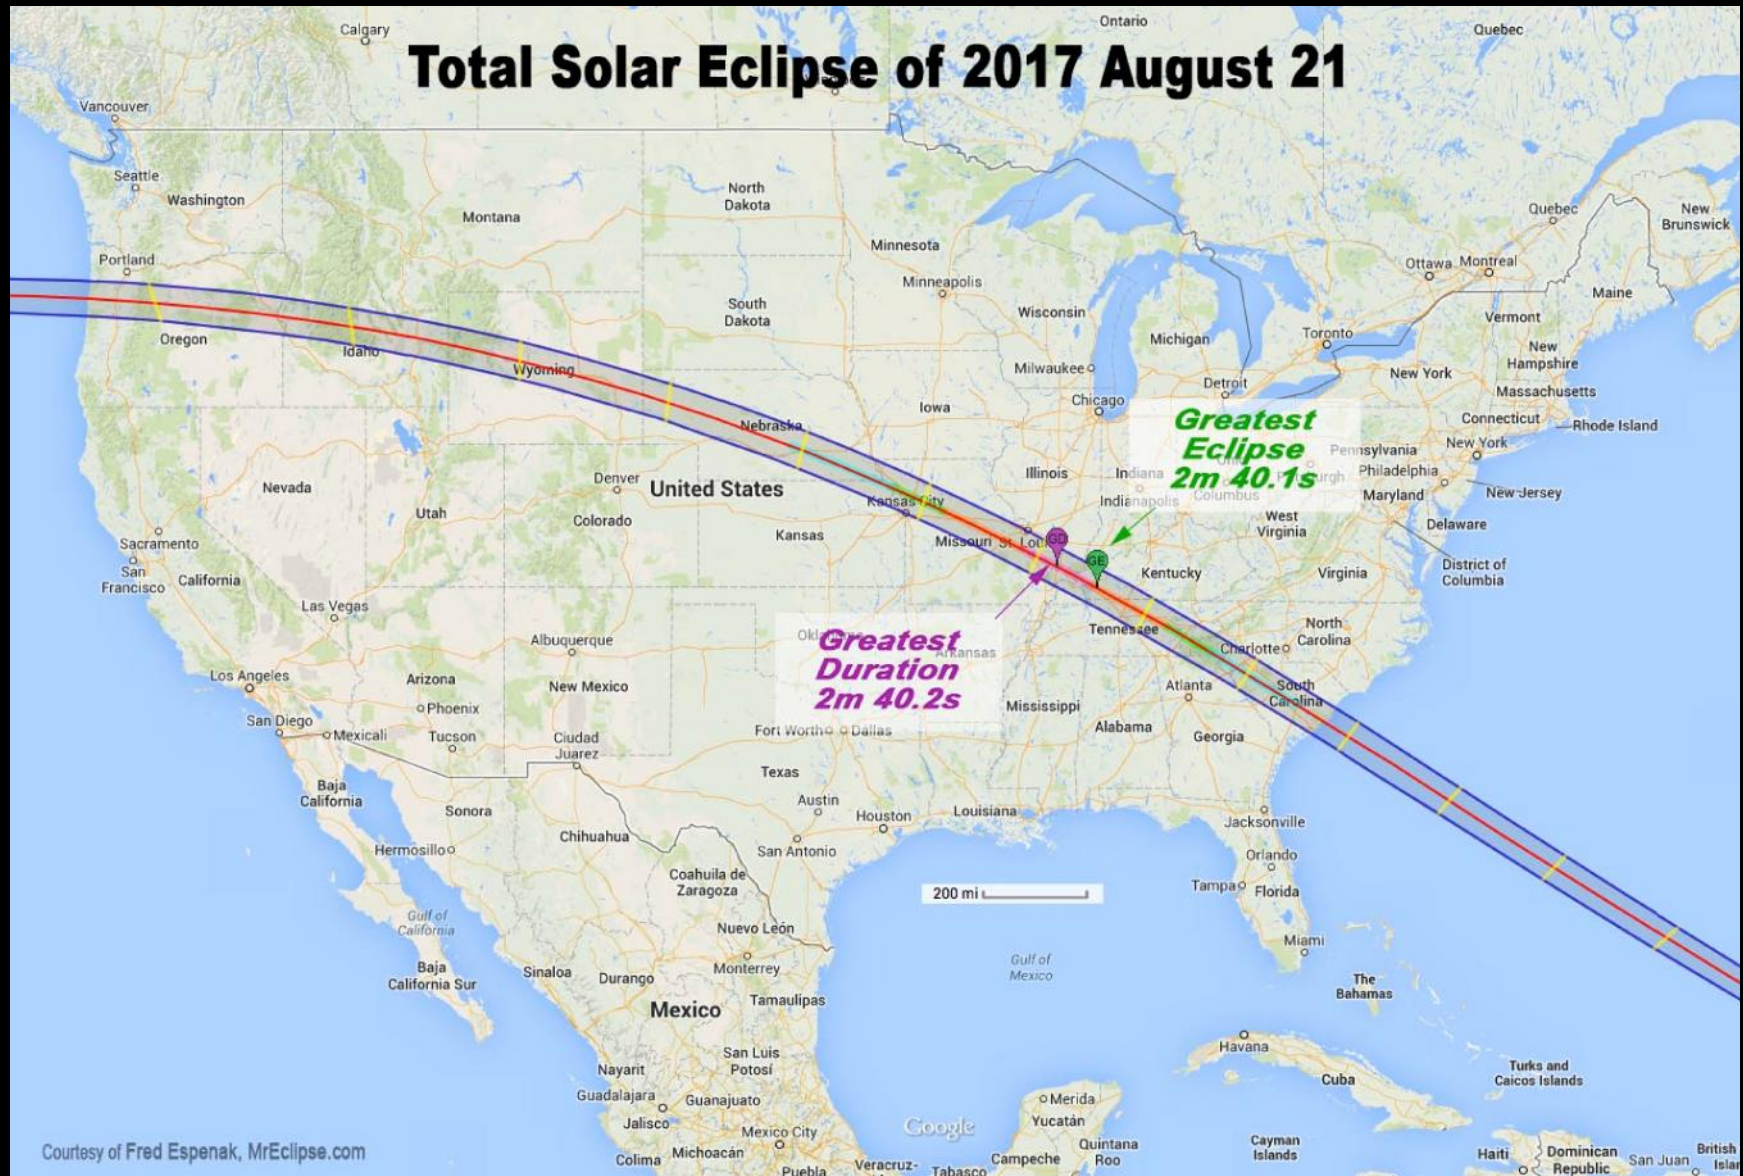 Total Solar Eclipse of 2017 August 21
Calgary
Ontario
Quebec
Vancouver
Seattle
Washington
Montana
North
Dakota
Minnesota
Quebec
New
Brunswick
Portland
Ottawa
Montreal
Maine
Minneapolis
South
Dakota
Wisconsin
Michigan
Toronto
Vermont
New
Hampshire
Oregon
Idaho
Wyoming
Milwaukee
Detroit
New York
Massachusetts
Iowa
Chicago
Connecticut
Rhode Island
Nebraska
Greatest
Eclipse
2m 40.1s
Pennsylvania
New York
Philadelphia
Illinois
Indiana
Indianapolis
Columbus
Maryland
New Jersey
Denver
United States
Nevada
Utah
Colorado
Kansas City
Kansas
West
Virginia
Delaware
Sacramento
San
Francisco
California
Missouri
GD
GE
Kentucky
Virginia
District of
Columbia
Las Vegas
Albuquerque
Greatest
Duration
2m 40.2s
Arkansas
Tennessee
North
Carolina
Charlotte
Los Angeles
Arizona
New Mexico
Phoenix
Atlanta
South
Carolina
San Diego
Mexicali
Tucson
Ciudad
Juarez
Fort Worth
Dallas
Mississippi
Alabama
Georgia
Texas
Baja
California
Sonora
Chihuahua
Austin
Houston
Louisiana
Jacksonville
Hermosillo
San Antonio
Orlando
Coahuila de
Zaragoza
200 mi
Tampa
Florida
Gulf of
California
Nuevo León
Miami
Baja
California Sur
Sinaloa
Durango
Monterrey
Gulf of
Mexico
The
Bahamas
Mexico
Tamaulipas
San Luis
Potosí
Havana
Nayarit
Cuba
Turks and
Caicos Islands
Guadalajara
Guanajuato
Jalisco
Merida
Yucatán
Google
Mexico City
Courtesy of Fred Espenak, MrEclipse.com
Colima
Michoacán
Puebla
Veracruz-
Tabasco
Campeche
Quintana
Roo
Cayman
Islands
Haiti
Dominican
Republic
San Juan
British